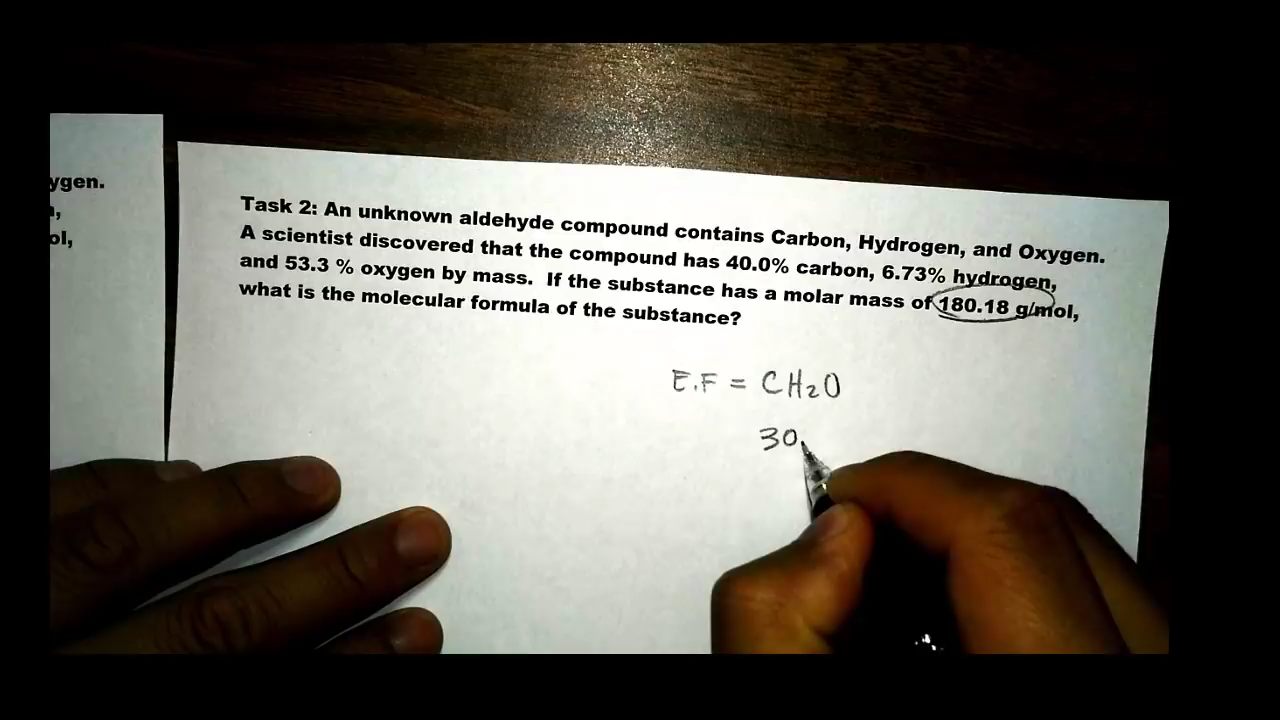 ygen.
,
ol,
Task 2: An unknown aldehyde compound contains Carbon, Hydrogen, and Oxygen.
A scientist discovered that the compound has 40.0% carbon, 6.73% hydrogen,
and 53.3 % oxygen by mass. If the substance has a molar mass of 180.18 g/mol,
what is the molecular formula of the substance?
E.F = CH₂O
30.